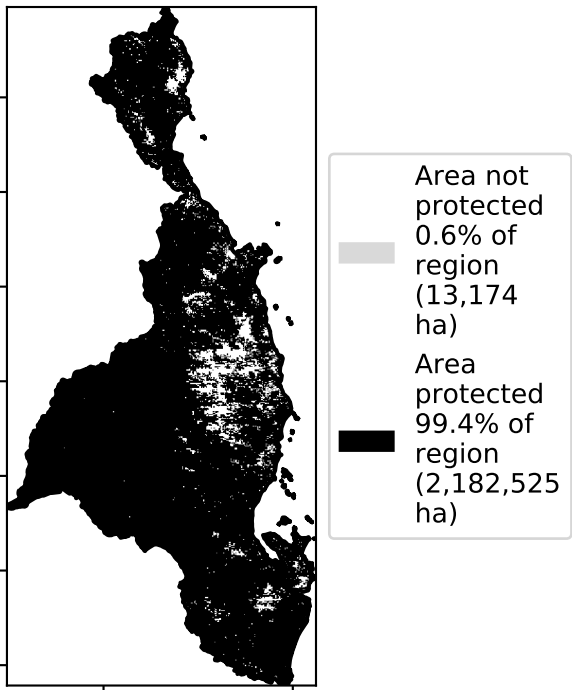 Area not
protected
0.6% of
region
(13,174
ha)
Area
protected
99.4% of
region
(2,182,525
ha)